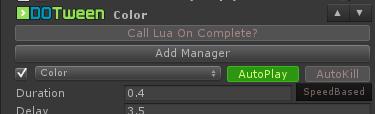 DOTween Color
Call Lua On Complete?
Add Manager
Color AutoPlay AutoKill
Duration 0.4 SpeedBased
Delay 3.5